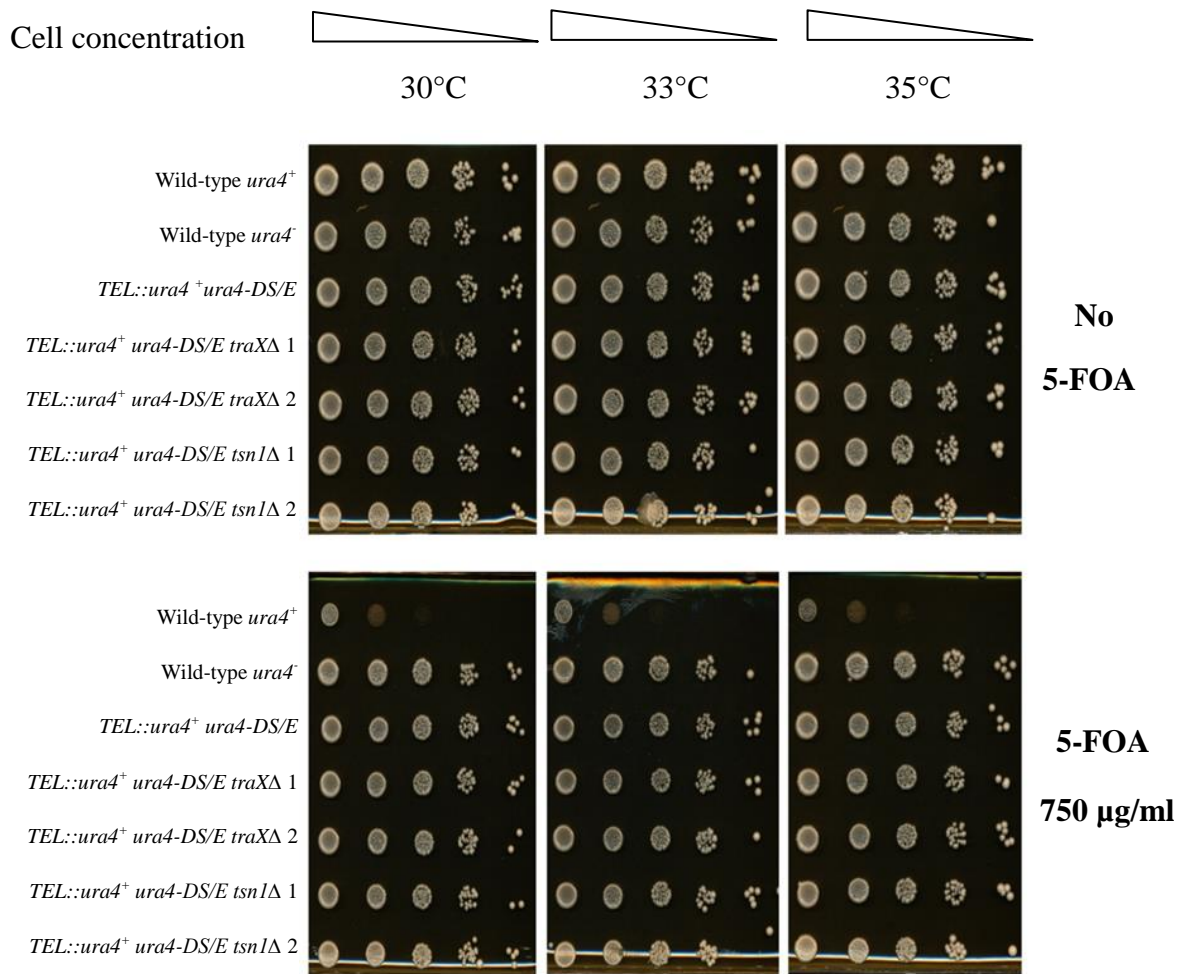 Cell concentration
30°C 33°C 35°C
Wild-type ura4⁺
Wild-type ura4⁻
TEL::ura4 ⁺ura4-DS/E
TEL::ura4⁺ ura4-DS/E traXΔ 1
TEL::ura4⁺ ura4-DS/E traXΔ 2
TEL::ura4⁺ ura4-DS/E tsn1Δ 1
TEL::ura4⁺ ura4-DS/E tsn1Δ 2
No
5-FOA
Wild-type ura4⁺
Wild-type ura4⁻
TEL::ura4⁺ ura4-DS/E
TEL::ura4⁺ ura4-DS/E traXΔ 1
TEL::ura4⁺ ura4-DS/E traXΔ 2
TEL::ura4⁺ ura4-DS/E tsn1Δ 1
TEL::ura4⁺ ura4-DS/E tsn1Δ 2
5-FOA
750 µg/ml